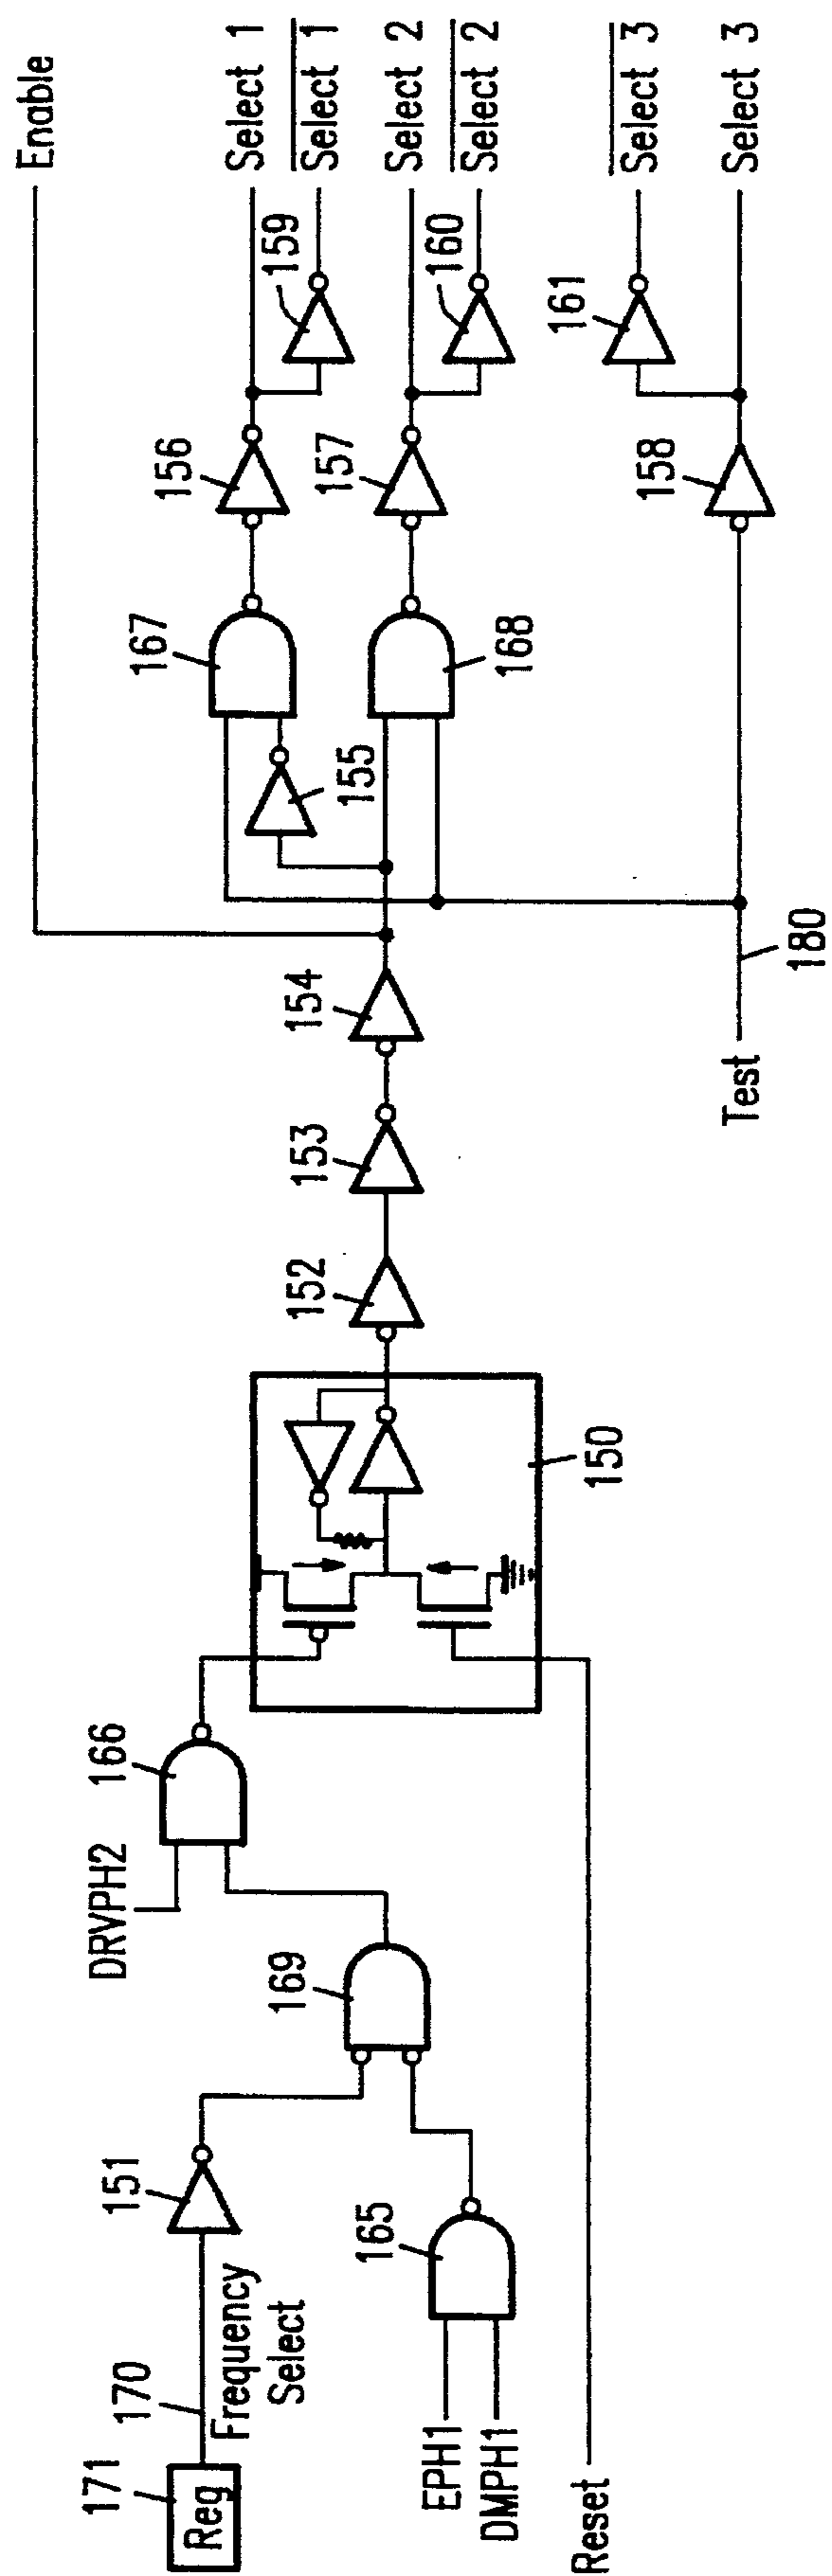 Enable
Select 1
Select 1
Select 2
Select 2
Select 3
Select 3
159
160
161
156
157
158
167
168
155
154
153
152
180
Test
150
166
DRVPH2
169
151
165
170
Frequency
Select
171
Reg
EPH1
DMPH1
Reset